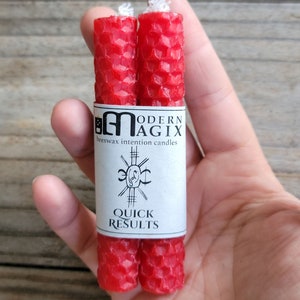 MODERN
MAGIX
Beeswax intention candles
QUICK
RESULTS